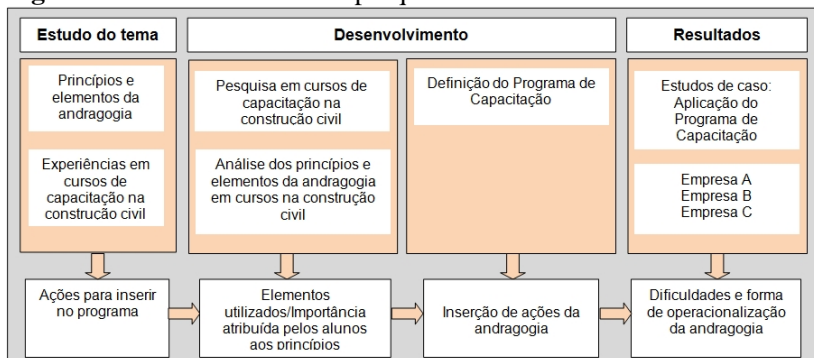 Estudo do tema
Desenvolvimento
Resultados
Princípios e
elementos da
andragogia
Experiências em
cursos de
capacitação na
construcão civil
Pesquisa em cursos de
capacitação na
construcão civil
Análise dos princípios e
elementos da andragogia
em cursos na construção
civil
Definição do Programa de
Capacitação
Estudos de caso:
Aplicação do
Programa de
Capacitação
Empresa A
Empresa B
Empresa C
Ações para inserir
no programa
Elementos
utilizados/Importância
atribuída pelos alunos
aos princípios
Inserção de ações da
andragogia
Dificuldades e forma
de operacionalização
da andragogia